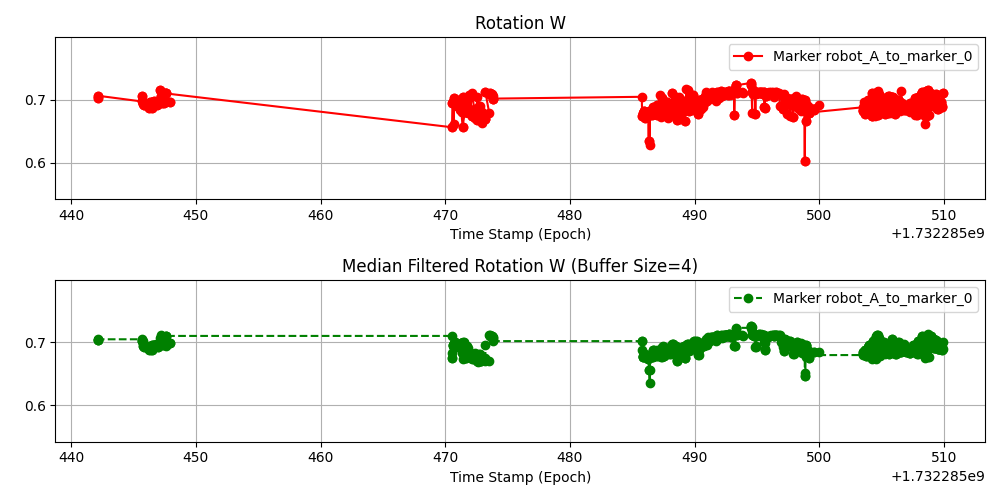 Rotation W
Marker robot_A_to_marker_0
0.7
0.6
440 450 460 470 480 490 500 510
Time Stamp (Epoch)
+1.732285e9
Median Filtered Rotation W (Buffer Size=4)
Marker robot_A_to_marker_0
0.7
0.6
440 450 460 470 480 490 500 510
Time Stamp (Epoch)
+1.732285e9